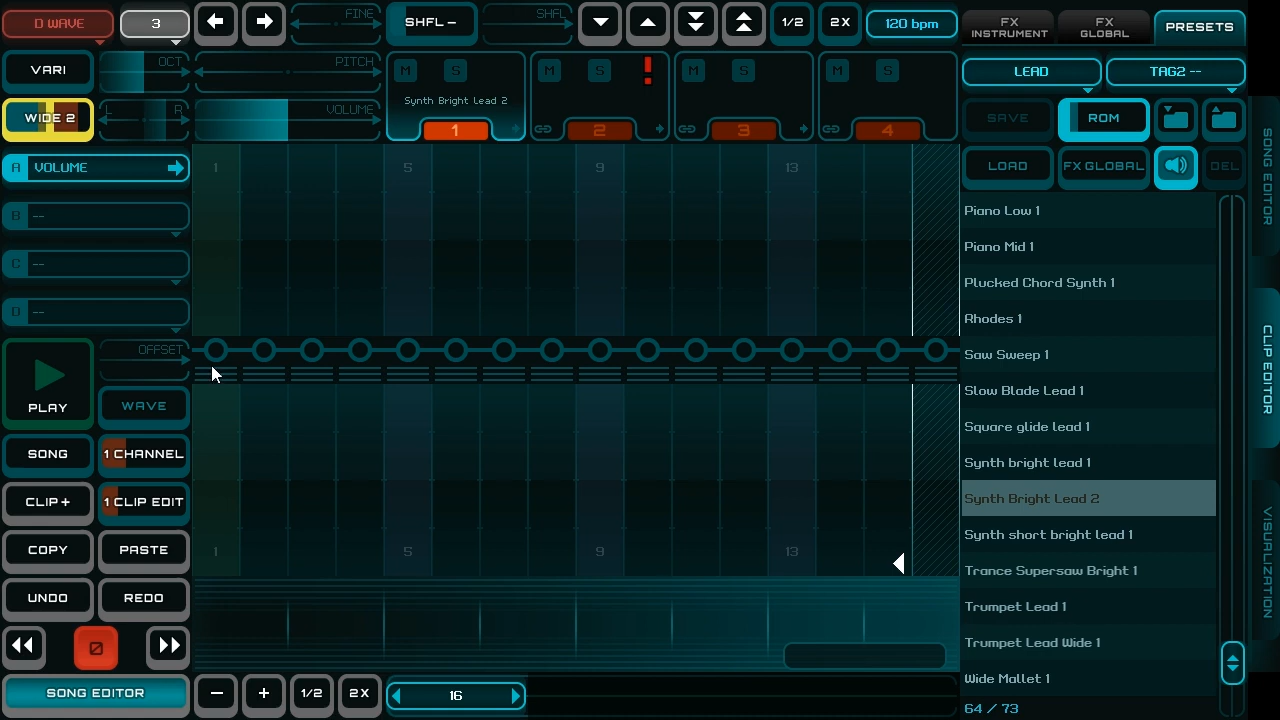 D WAVE
3
FINE
SHFL -
SHFL
1/2
2X
120 bpm
FX INSTRUMENT
FX GLOBAL
PRESETS
VARI
OCT
PITCH
M
S
M
S
!
M
S
M
S
LEAD
TAG2 --
WIDE 2
L
R
VOLUME
Synth Bright Lead 2
1
2
3
4
SAVE
ROM
A VOLUME
1
5
9
13
LOAD
FX GLOBAL
DEL
B --
C --
D --
OFFSET
PLAY
WAVE
SONG
1 CHANNEL
CLIP+
1 CLIP EDIT
COPY
PASTE
1
5
9
13
UNDO
REDO
0
SONG EDITOR
-
+
1/2
2X
16
Piano Low 1
Piano Mid 1
Plucked Chord Synth 1
Rhodes 1
Saw Sweep 1
Slow Blade Lead 1
Square glide lead 1
Synth bright lead 1
Synth Bright Lead 2
Synth short bright lead 1
Trance Supersaw Bright 1
Trumpet Lead 1
Trumpet Lead Wide 1
Wide Mallet 1
64 / 73
SONG EDITOR
CLIP EDITOR
VISUALIZATION